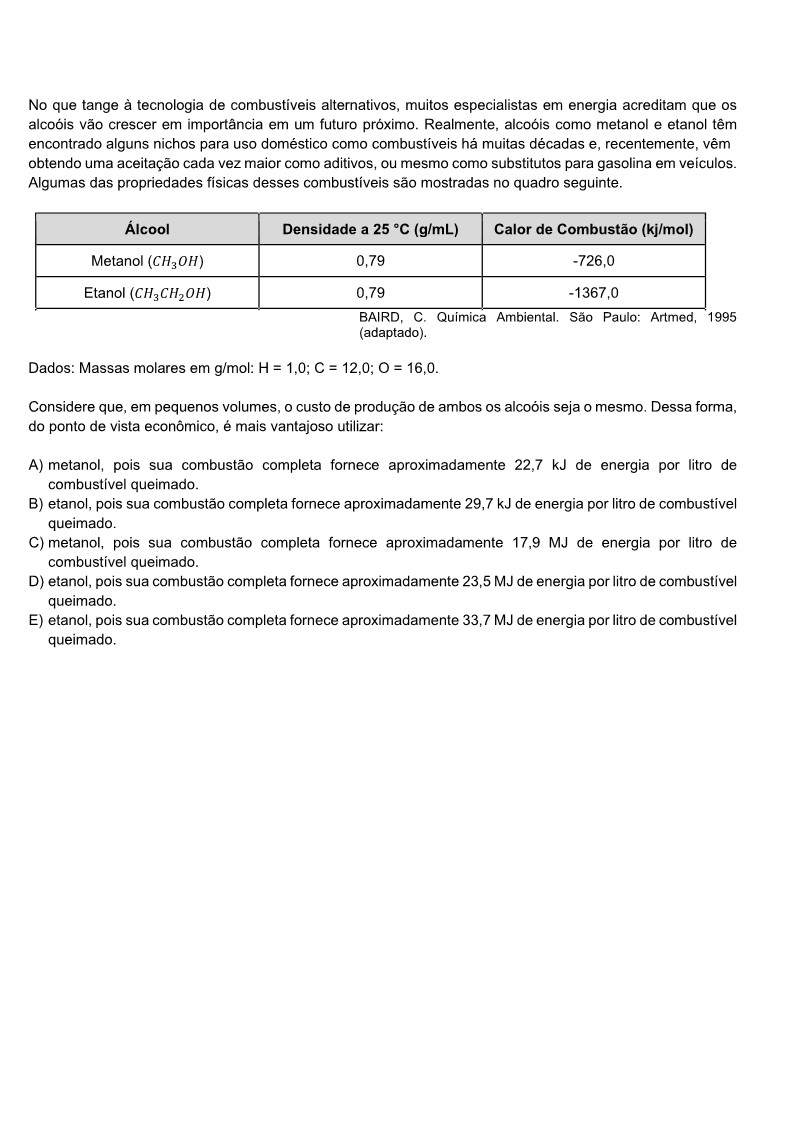 No que tange à tecnologia de combustíveis alternativos, muitos especialistas em energia acreditam que os
alcoóis vão crescer em importância em um futuro próximo. Realmente, alcoóis como metanol e etanol têm
encontrado alguns nichos para uso doméstico como combustíveis há muitas décadas e, recentemente, vêm
obtendo uma aceitação cada vez maior como aditivos, ou mesmo como substitutos para gasolina em veículos.
Algumas das propriedades físicas desses combustíveis são mostradas no quadro seguinte.
Álcool Densidade a 25 °C (g/mL) Calor de Combustão (kj/mol)
Metanol (CH₃OH) 0,79 -726,0
Etanol (CH₃CH₂OH) 0,79 -1367,0
BAIRD, C. Química Ambiental. São Paulo: Artmed, 1995
(adaptado).
Dados: Massas molares em g/mol: H = 1,0; C = 12,0; O = 16,0.
Considere que, em pequenos volumes, o custo de produção de ambos os alcoóis seja o mesmo. Dessa forma,
do ponto de vista econômico, é mais vantajoso utilizar:
A) metanol, pois sua combustão completa fornece aproximadamente 22,7 kJ de energia por litro de
combustível queimado.
B) etanol, pois sua combustão completa fornece aproximadamente 29,7 kJ de energia por litro de combustível
queimado.
C) metanol, pois sua combustão completa fornece aproximadamente 17,9 MJ de energia por litro de
combustível queimado.
D) etanol, pois sua combustão completa fornece aproximadamente 23,5 MJ de energia por litro de combustível
queimado.
E) etanol, pois sua combustão completa fornece aproximadamente 33,7 MJ de energia por litro de combustível
queimado.